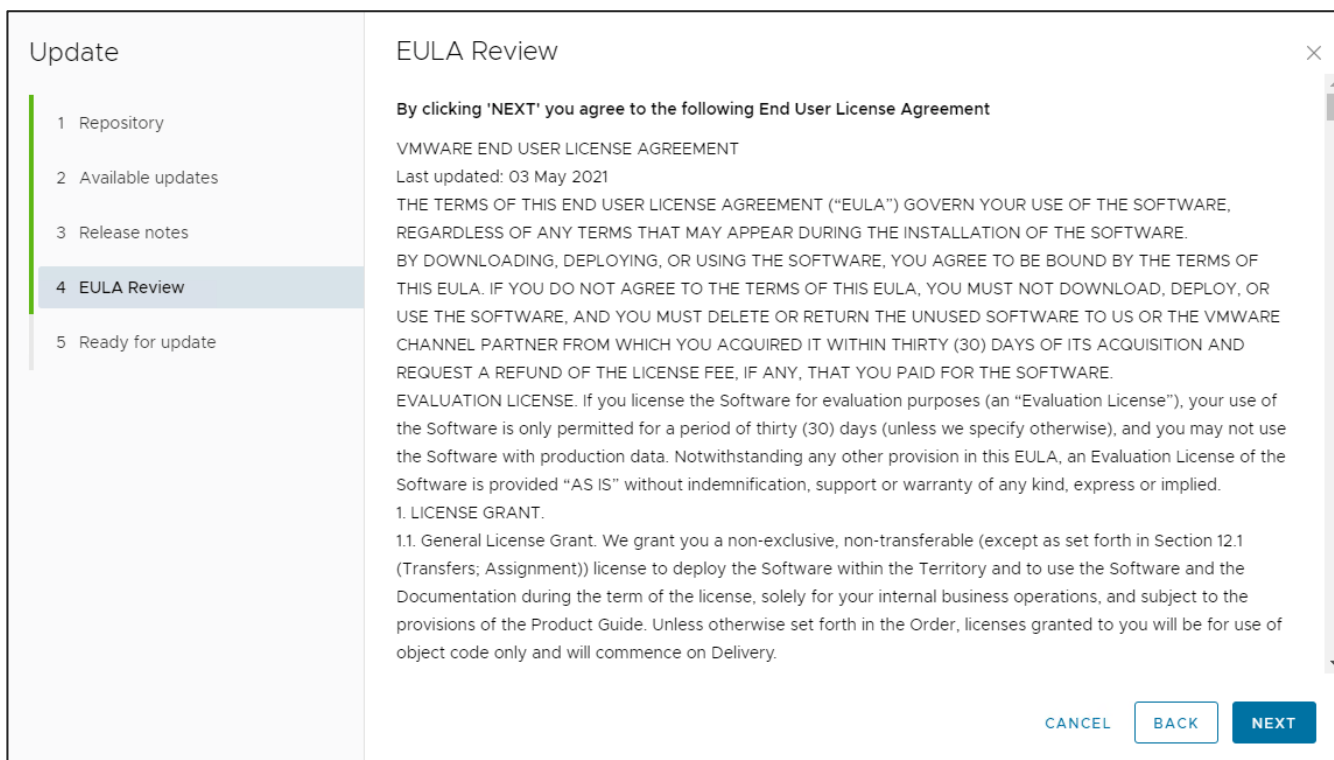 Update
1 Repository
2 Available updates
3 Release notes
4 EULA Review
5 Ready for update
EULA Review
By clicking 'NEXT' you agree to the following End User License Agreement
VMWARE END USER LICENSE AGREEMENT
Last updated: 03 May 2021
THE TERMS OF THIS END USER LICENSE AGREEMENT (“EULA”) GOVERN YOUR USE OF THE SOFTWARE,
REGARDLESS OF ANY TERMS THAT MAY APPEAR DURING THE INSTALLATION OF THE SOFTWARE.
BY DOWNLOADING, DEPLOYING, OR USING THE SOFTWARE, YOU AGREE TO BE BOUND BY THE TERMS OF
THIS EULA. IF YOU DO NOT AGREE TO THE TERMS OF THIS EULA, YOU MUST NOT DOWNLOAD, DEPLOY, OR
USE THE SOFTWARE, AND YOU MUST DELETE OR RETURN THE UNUSED SOFTWARE TO US OR THE VMWARE
CHANNEL PARTNER FROM WHICH YOU ACQUIRED IT WITHIN THIRTY (30) DAYS OF ITS ACQUISITION AND
REQUEST A REFUND OF THE LICENSE FEE, IF ANY, THAT YOU PAID FOR THE SOFTWARE.
EVALUATION LICENSE. If you license the Software for evaluation purposes (an “Evaluation License”), your use of
the Software is only permitted for a period of thirty (30) days (unless we specify otherwise), and you may not use
the Software with production data. Notwithstanding any other provision in this EULA, an Evaluation License of the
Software is provided “AS IS” without indemnification, support or warranty of any kind, express or implied.
1. LICENSE GRANT.
1.1. General License Grant. We grant you a non-exclusive, non-transferable (except as set forth in Section 12.1
(Transfers; Assignment)) license to deploy the Software within the Territory and to use the Software and the
Documentation during the term of the license, solely for your internal business operations, and subject to the
provisions of the Product Guide. Unless otherwise set forth in the Order, licenses granted to you will be for use of
object code only and will commence on Delivery.
CANCEL BACK NEXT